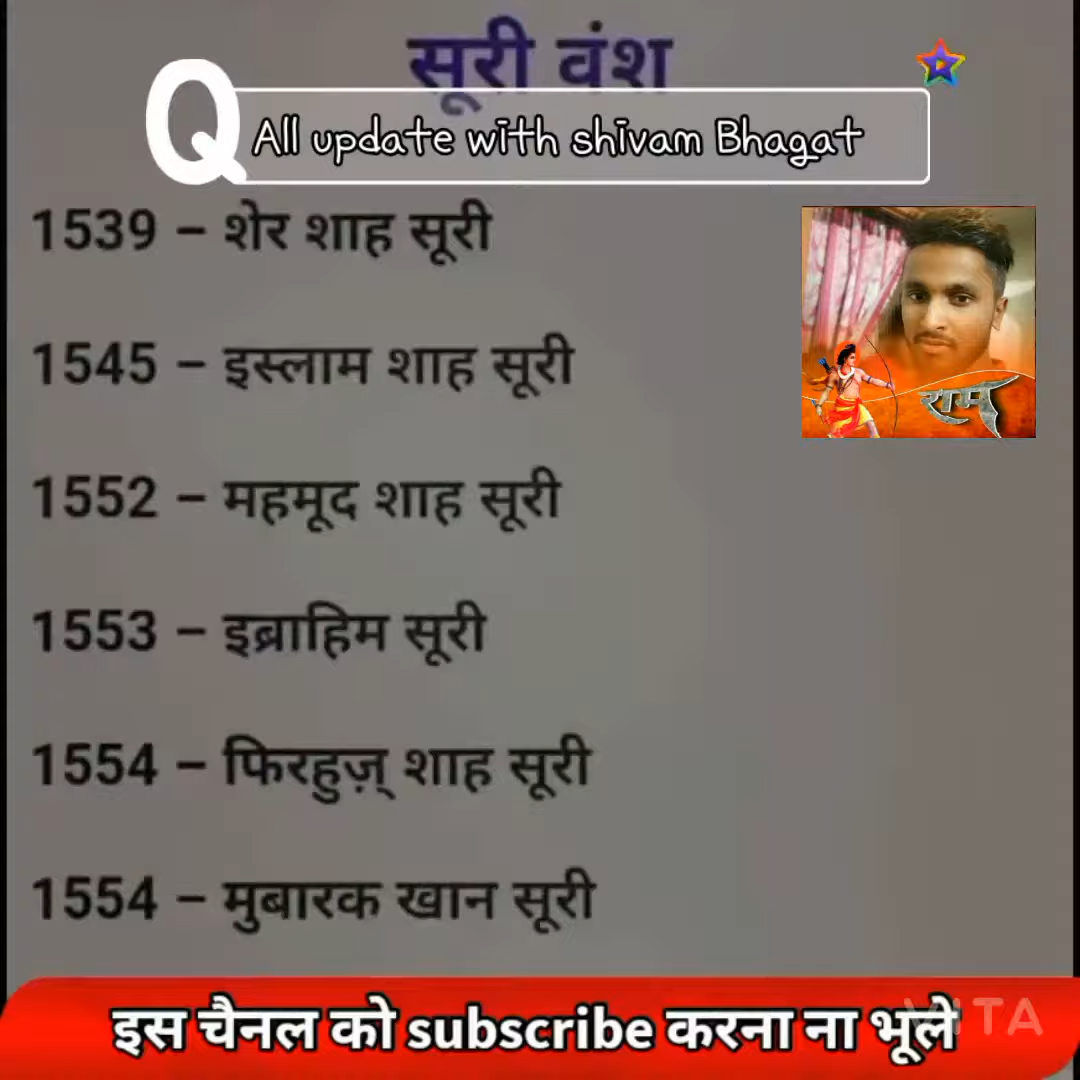 सूरी वंश
Q All update with shivam Bhagat
1539 – शेर शाह सूरी
राम
1545 – इस्लाम शाह सूरी
1552 – महमूद शाह सूरी
1553 – इब्राहिम सूरी
1554 – फिरहुज़् शाह सूरी
1554 – मुबारक खान सूरी
इस चैनल को subscribe करना ना भूले
VITA